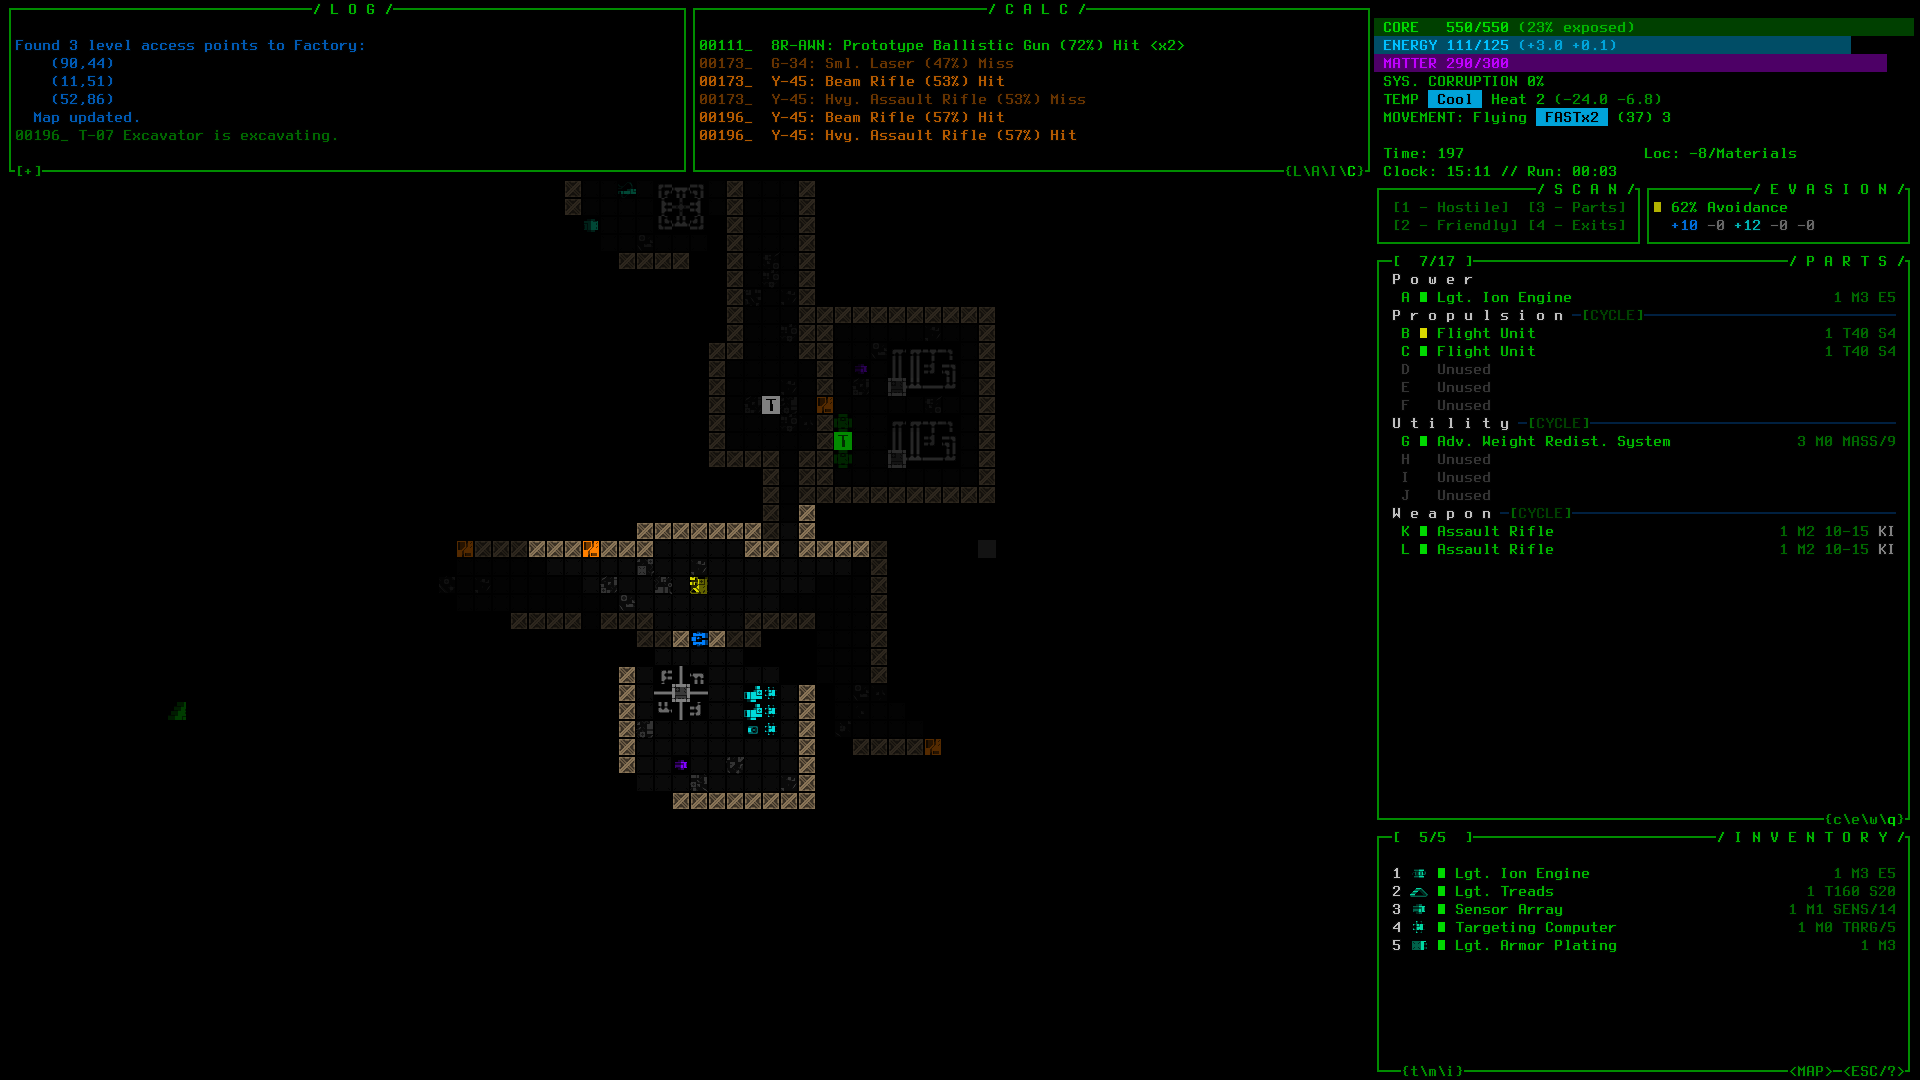 / L O G /
Found 3 level access points to Factory:
(90,44)
(11,51)
(52,86)
Map updated.
00196_ T-07 Excavator is excavating.
[+]
/ C A L C /
00111_ 8R-AWN: Prototype Ballistic Gun (72%) Hit <x2>
00173_ G-34: Sml. Laser (47%) Miss
00173_ Y-45: Beam Rifle (53%) Hit
00173_ Y-45: Hvy. Assault Rifle (53%) Miss
00196_ Y-45: Beam Rifle (57%) Hit
00196_ Y-45: Hvy. Assault Rifle (57%) Hit
{L\A\I\C}
CORE 550/550 (23% exposed)
ENERGY 111/125 (+3.0 +0.1)
MATTER 290/300
SYS. CORRUPTION 0%
TEMP Cool Heat 2 (-24.0 -6.8)
MOVEMENT: Flying FASTx2 (37) 3
Time: 197 Loc: -8/Materials
Clock: 15:11 // Run: 00:03
/ S C A N /
[1 - Hostile] [3 - Parts]
[2 - Friendly] [4 - Exits]
/ E V A S I O N /
62% Avoidance
+10 -0 +12 -0 -0
[ 7/17 ] / P A R T S /
P o w e r
A Lgt. Ion Engine 1 M3 E5
P r o p u l s i o n [CYCLE]
B Flight Unit 1 T40 S4
C Flight Unit 1 T40 S4
D Unused
E Unused
F Unused
U t i l i t y [CYCLE]
G Adv. Weight Redist. System 3 M0 MASS/9
H Unused
I Unused
J Unused
W e a p o n [CYCLE]
K Assault Rifle 1 M2 10-15 KI
L Assault Rifle 1 M2 10-15 KI
{c\e\w\q}
[ 5/5 ] / I N V E N T O R Y /
1 Lgt. Ion Engine 1 M3 E5
2 Lgt. Treads 1 T160 S20
3 Sensor Array 1 M1 SENS/14
4 Targeting Computer 1 M0 TARG/5
5 Lgt. Armor Plating 1 M3
{t\m\i} <MAP> <ESC/?>
T
T